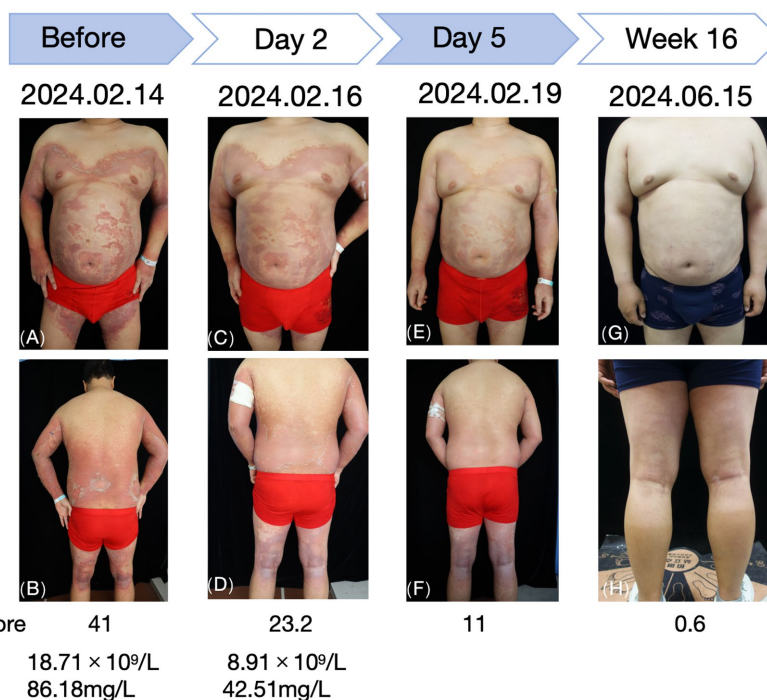 Before Day 2 Day 5 Week 16
2024.02.14 2024.02.16 2024.02.19 2024.06.15
(A) (C) (E) (G)
(B) (D) (F) (H)
ore 41 23.2 11 0.6
18.71 × 10⁹/L 8.91 × 10⁹/L
86.18mg/L 42.51mg/L